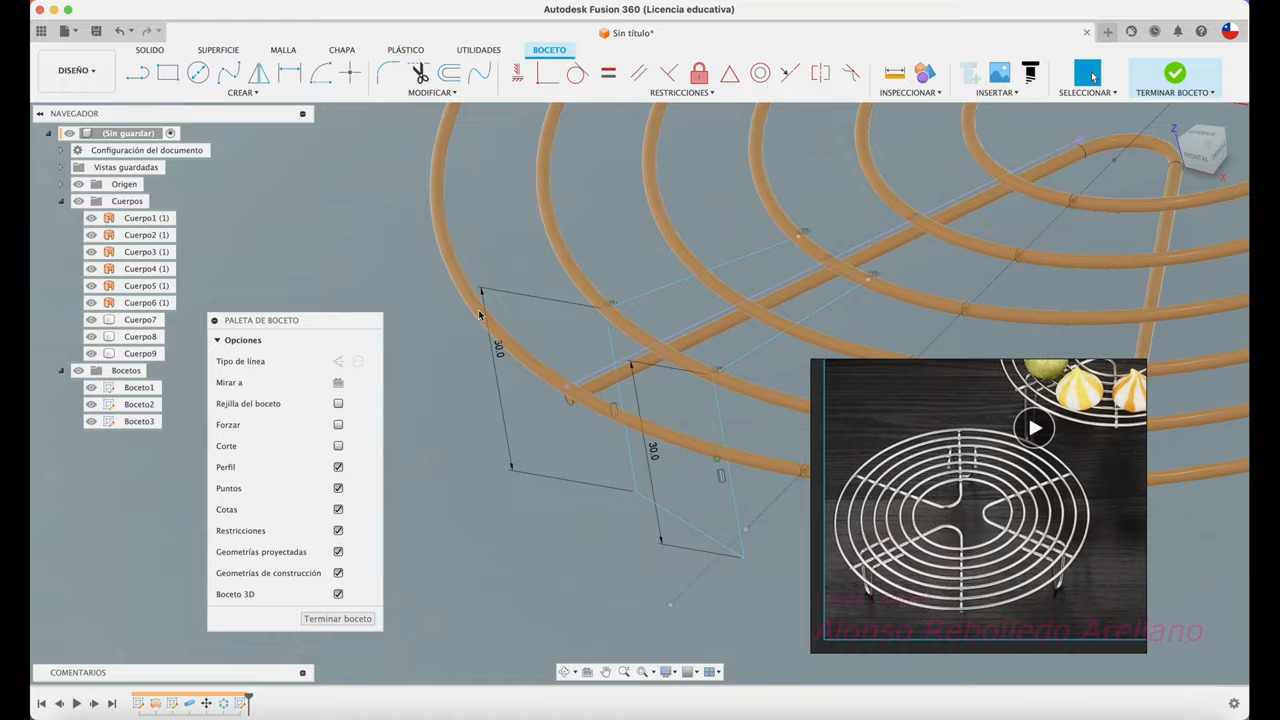 Autodesk Fusion 360 (Licencia educativa)
Sin título*
SOLIDO SUPERFICIE MALLA CHAPA PLÁSTICO UTILIDADES BOCETO
DISEÑO
CREAR MODIFICAR RESTRICCIONES INSPECCIONAR INSERTAR SELECCIONAR TERMINAR BOCETO
NAVEGADOR
(Sin guardar)
Configuración del documento
Vistas guardadas
Origen
Cuerpos
Cuerpo1 (1)
Cuerpo2 (1)
Cuerpo3 (1)
Cuerpo4 (1)
Cuerpo5 (1)
Cuerpo6 (1)
Cuerpo7
Cuerpo8
Cuerpo9
Bocetos
Boceto1
Boceto2
Boceto3
PALETA DE BOCETO
Opciones
Tipo de línea
Mirar a
Rejilla del boceto
Forzar
Corte
Perfil
Puntos
Cotas
Restricciones
Geometrías proyectadas
Geometrías de construcción
Boceto 3D
Terminar boceto
30.0
30.0
Z
X
FRONTAL
Alonso Rebolledo Arellano
COMENTARIOS